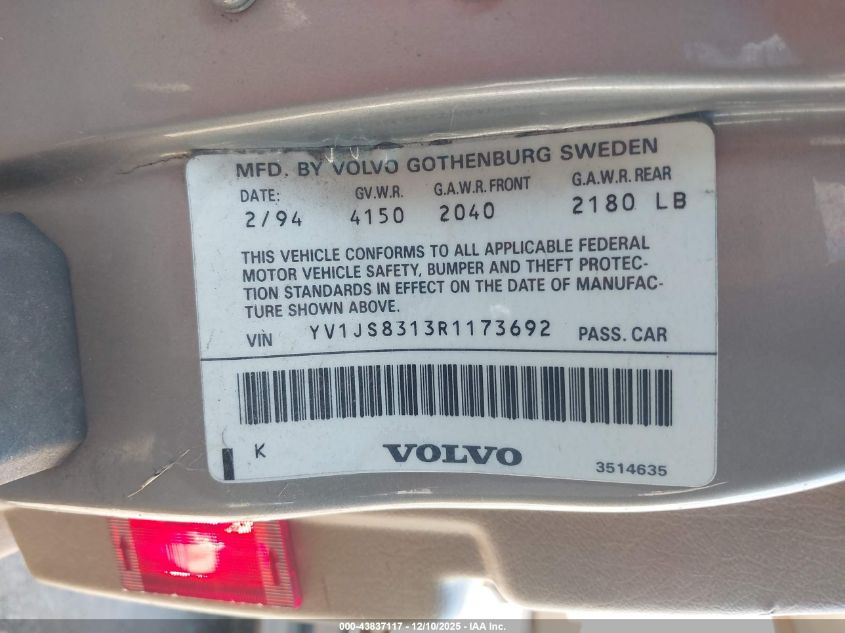 MFD. BY VOLVO GOTHENBURG SWEDEN
DATE: GV.W.R. G.A.W.R. FRONT G.A.W.R. REAR
2/94 4150 2040 2180 LB
THIS VEHICLE CONFORMS TO ALL APPLICABLE FEDERAL
MOTOR VEHICLE SAFETY, BUMPER AND THEFT PROTEC-
TION STANDARDS IN EFFECT ON THE DATE OF MANUFAC-
TURE SHOWN ABOVE.
VIN YV1JS8313R1173692 PASS. CAR
K VOLVO 3514635
000-43837117 - 12/10/2025 - IAA Inc.